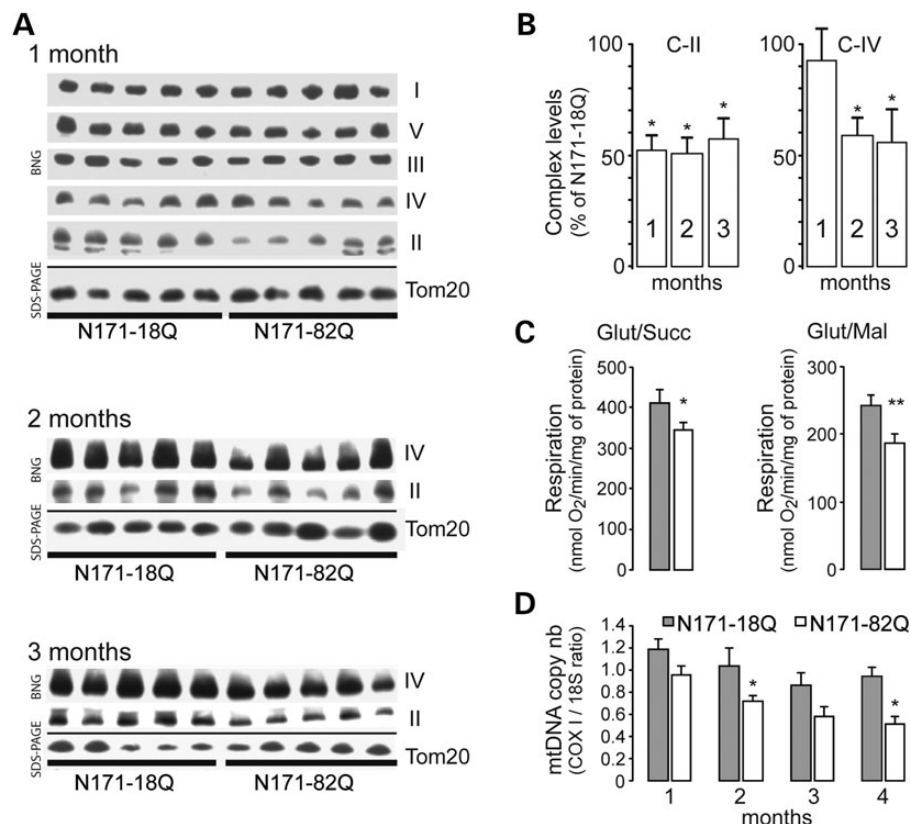 A
1 month
BNG
I
V
III
IV
II
SDS-PAGE
Tom20
N171-18Q N171-82Q
2 months
BNG
IV
II
SDS-PAGE
Tom20
N171-18Q N171-82Q
3 months
BNG
IV
II
SDS-PAGE
Tom20
N171-18Q N171-82Q
B
C-II
Complex levels
(% of N171-18Q)
100
50
0
* * *
1 2 3
months
C-IV
100
50
0
* *
1 2 3
months
C
Glut/Succ
Respiration
(nmol O2/min/mg of protein)
500
400
300
200
100
0
*
Glut/Mal
Respiration
(nmol O2/min/mg of protein)
300
200
100
0
**
D
N171-18Q N171-82Q
mtDNA copy nb
(COX I / 18S ratio)
1.4
1.2
1.0
0.8
0.6
0.4
0.2
0
* *
1 2 3 4
months